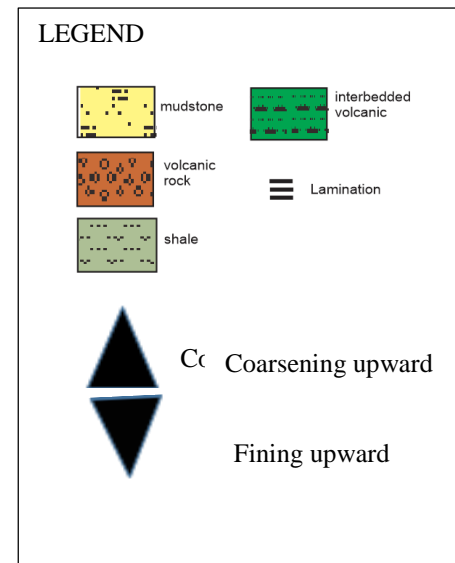 LEGEND
mudstone
interbedded
volcanic
volcanic
rock
Lamination
shale
Coarsening upward
Fining upward